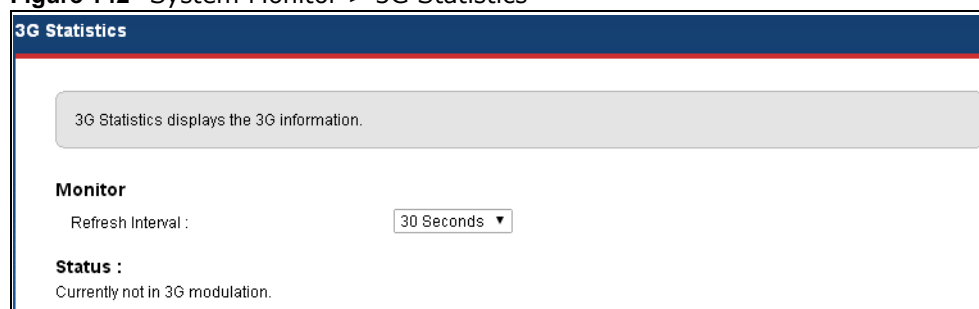 Figure 142 System Monitor > 3G Statistics
3G Statistics
3G Statistics displays the 3G information.
Monitor
Refresh Interval :
30 Seconds ▼
Status :
Currently not in 3G modulation.